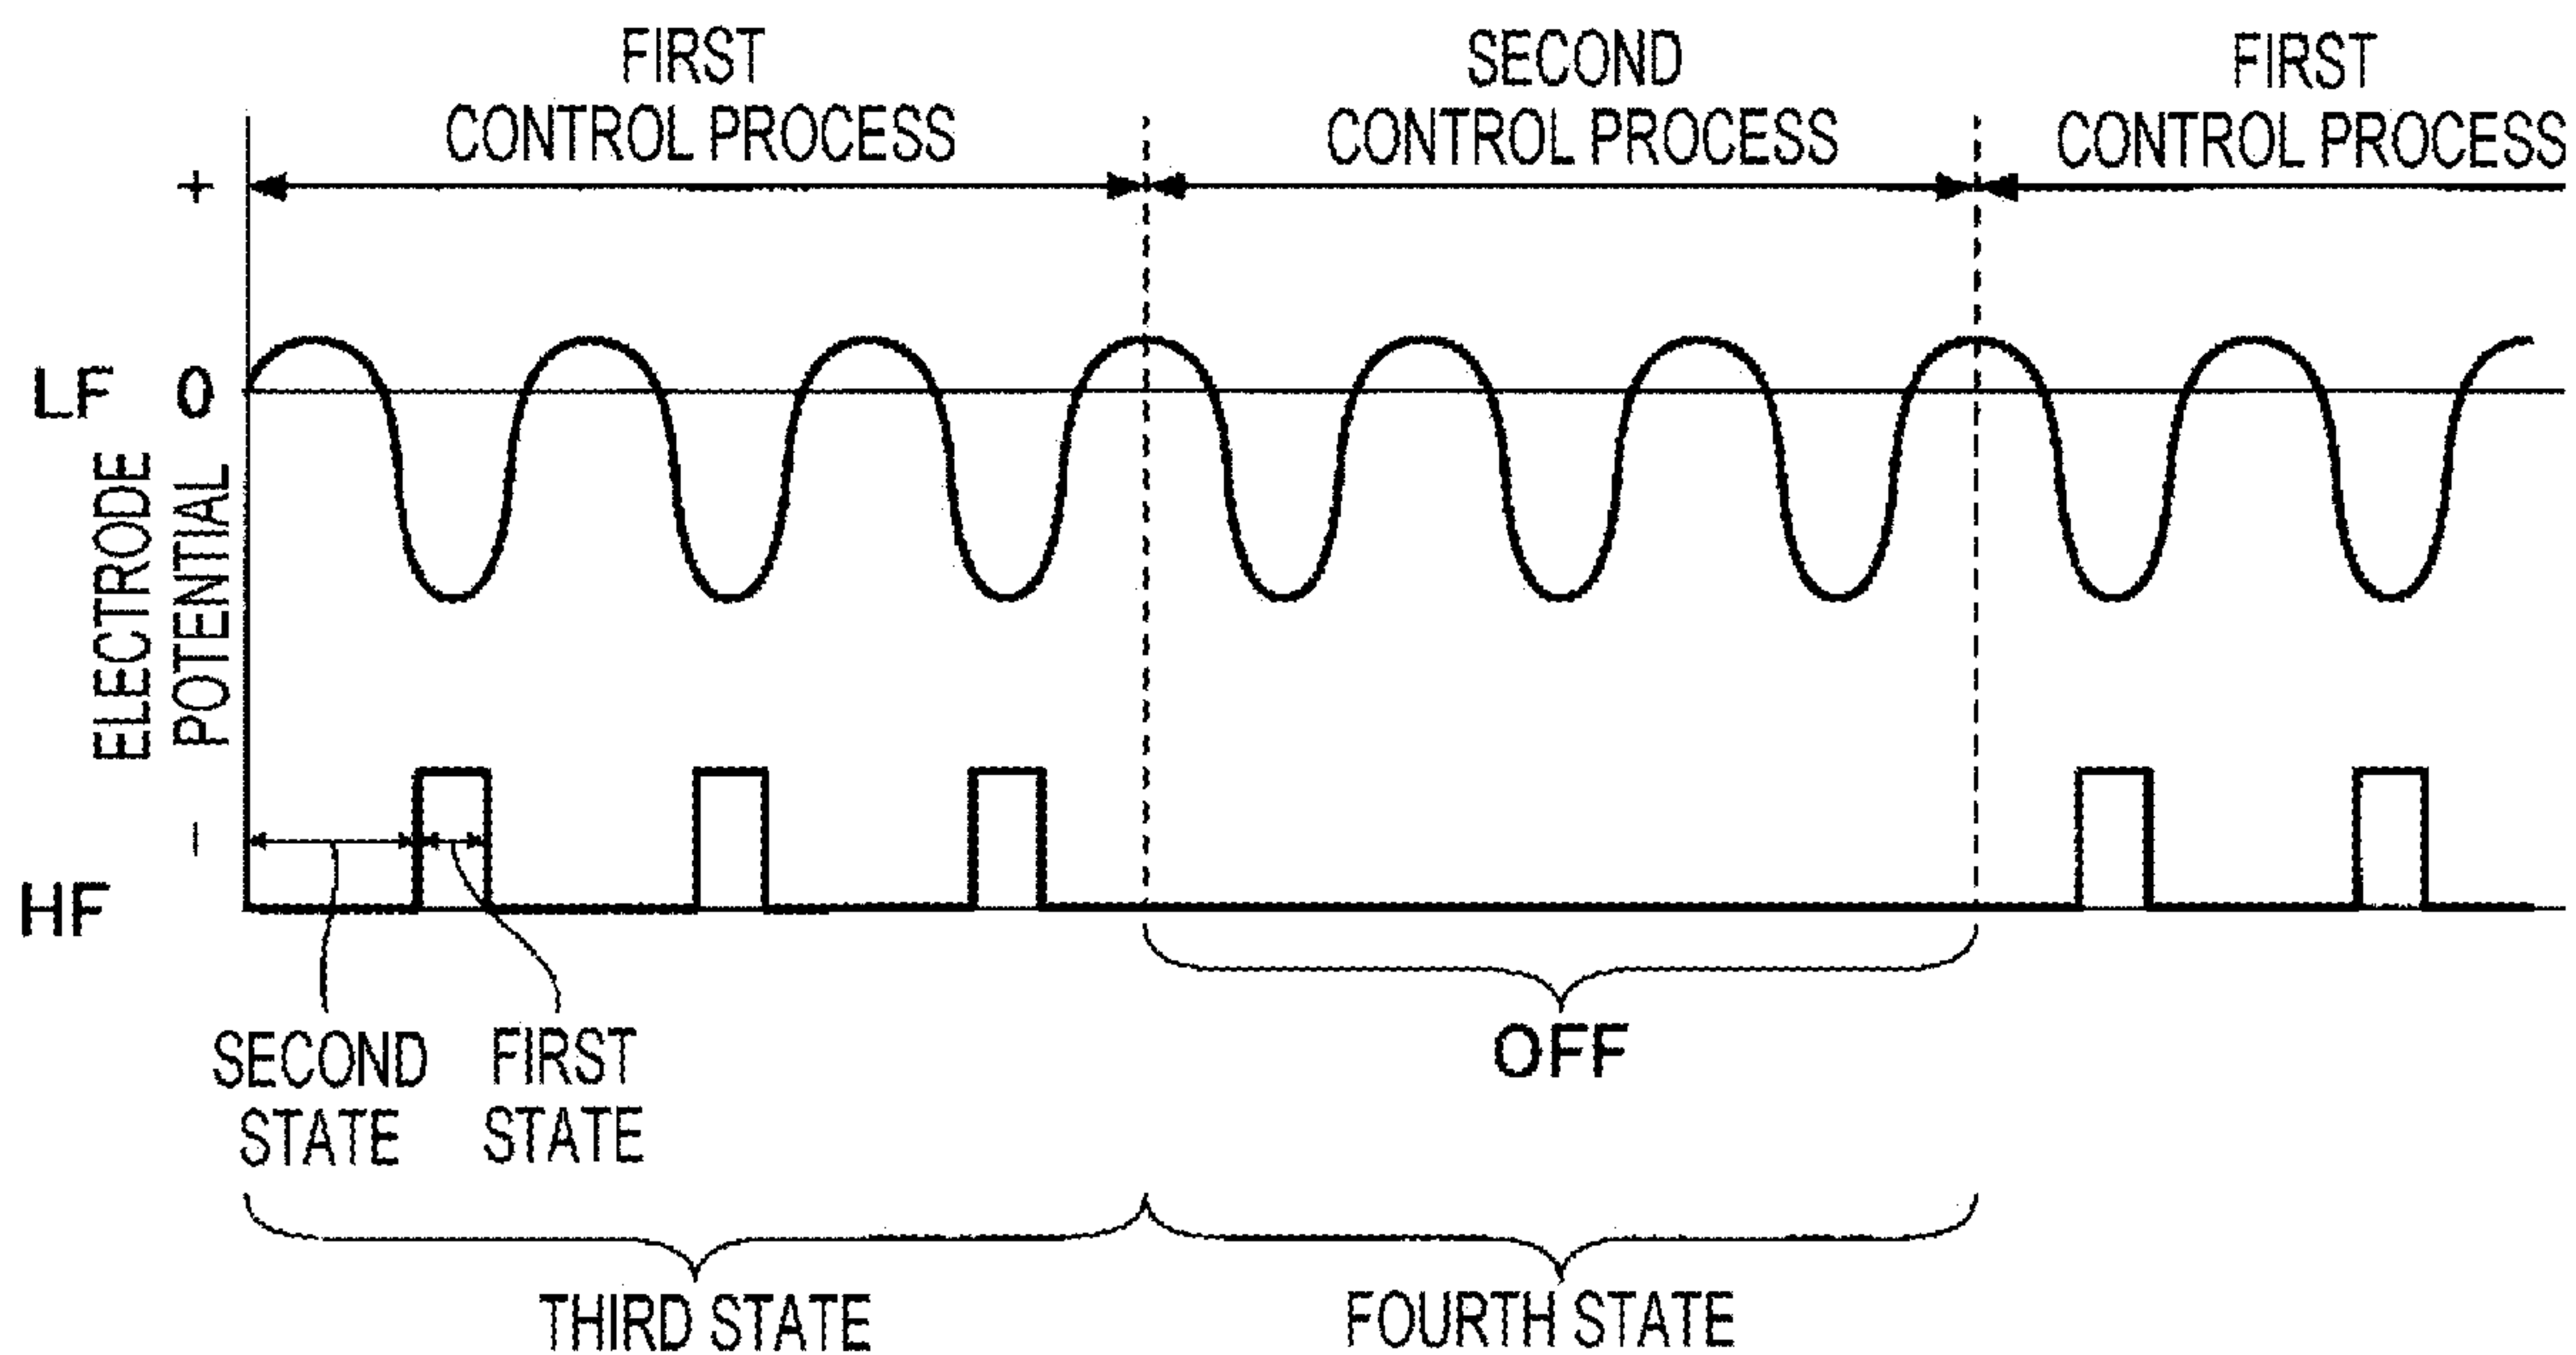 FIRST
CONTROL PROCESS
SECOND
CONTROL PROCESS
FIRST
CONTROL PROCESS
+
LF 0
ELECTRODE
POTENTIAL
−
HF
SECOND
STATE
FIRST
STATE
OFF
THIRD STATE
FOURTH STATE